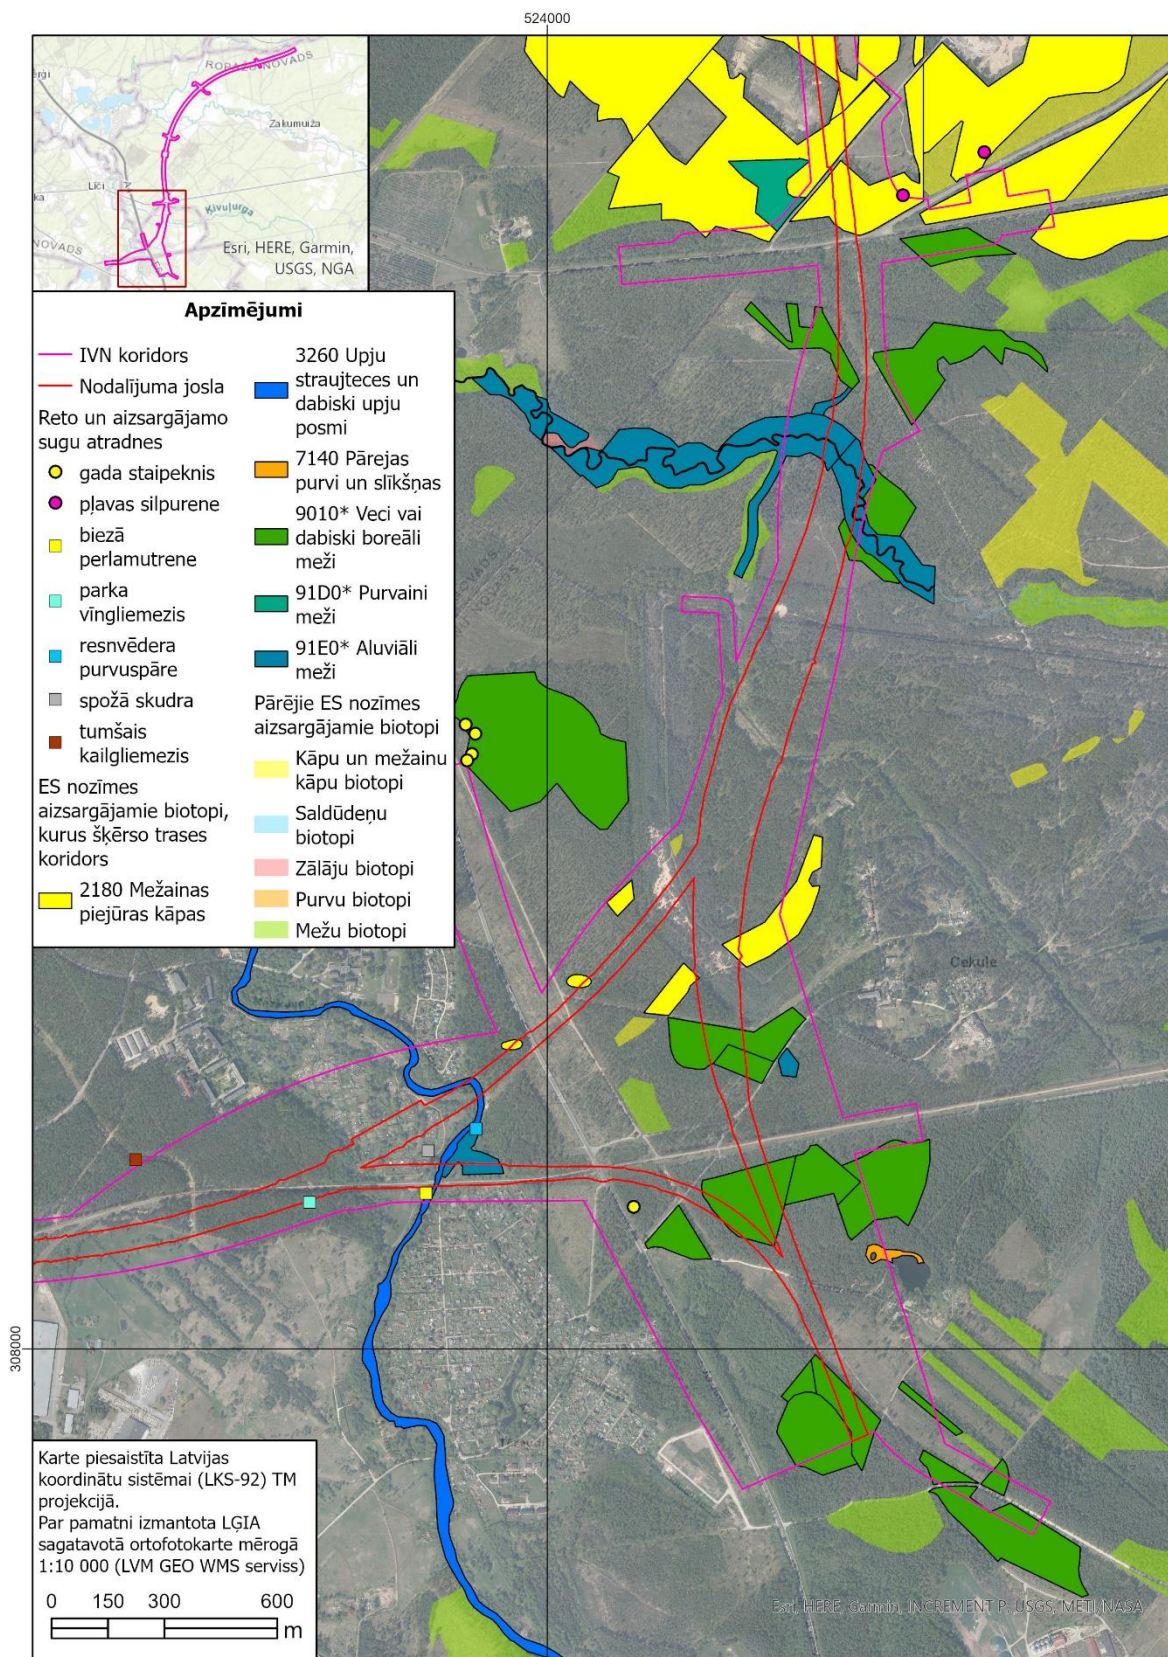 524000
ROPAŽU NOVADS
Zakumuiža
Līči
Ķivuļurga
NOVADS
Esri, HERE, Garmin,
USGS, NGA
Apzīmējumi
IVN koridors
Nodalījuma josla
Reto un aizsargājamo
sugu atradnes
gada staipeknis
pļavas silpurene
biezā
perlamutrene
parka
vīngliemezis
resnvēdera
purvuspāre
spožā skudra
tumšais
kailgliemezis
ES nozīmes
aizsargājamie biotopi,
kurus šķērso trases
koridors
2180 Mežainas
piejūras kāpas
3260 Upju
straujteces un
dabiski upju
posmi
7140 Pārejas
purvi un slīkšņas
9010* Veci vai
dabiski boreāli
meži
91D0* Purvaini
meži
91E0* Aluviāli
meži
Pārējie ES nozīmes
aizsargājamie biotopi
Kāpu un mežainu
kāpu biotopi
Saldūdeņu
biotopi
Zālāju biotopi
Purvu biotopi
Mežu biotopi
Cekule
308000
Karte piesaistīta Latvijas
koordinātu sistēmai (LKS-92) TM
projekcijā.
Par pamatni izmantota LĢIA
sagatavotā ortofotokarte mērogā
1:10 000 (LVM GEO WMS serviss)
0 150 300 600
m
Esri, HERE, Garmin, INCREMENT P, USGS, METI/NASA